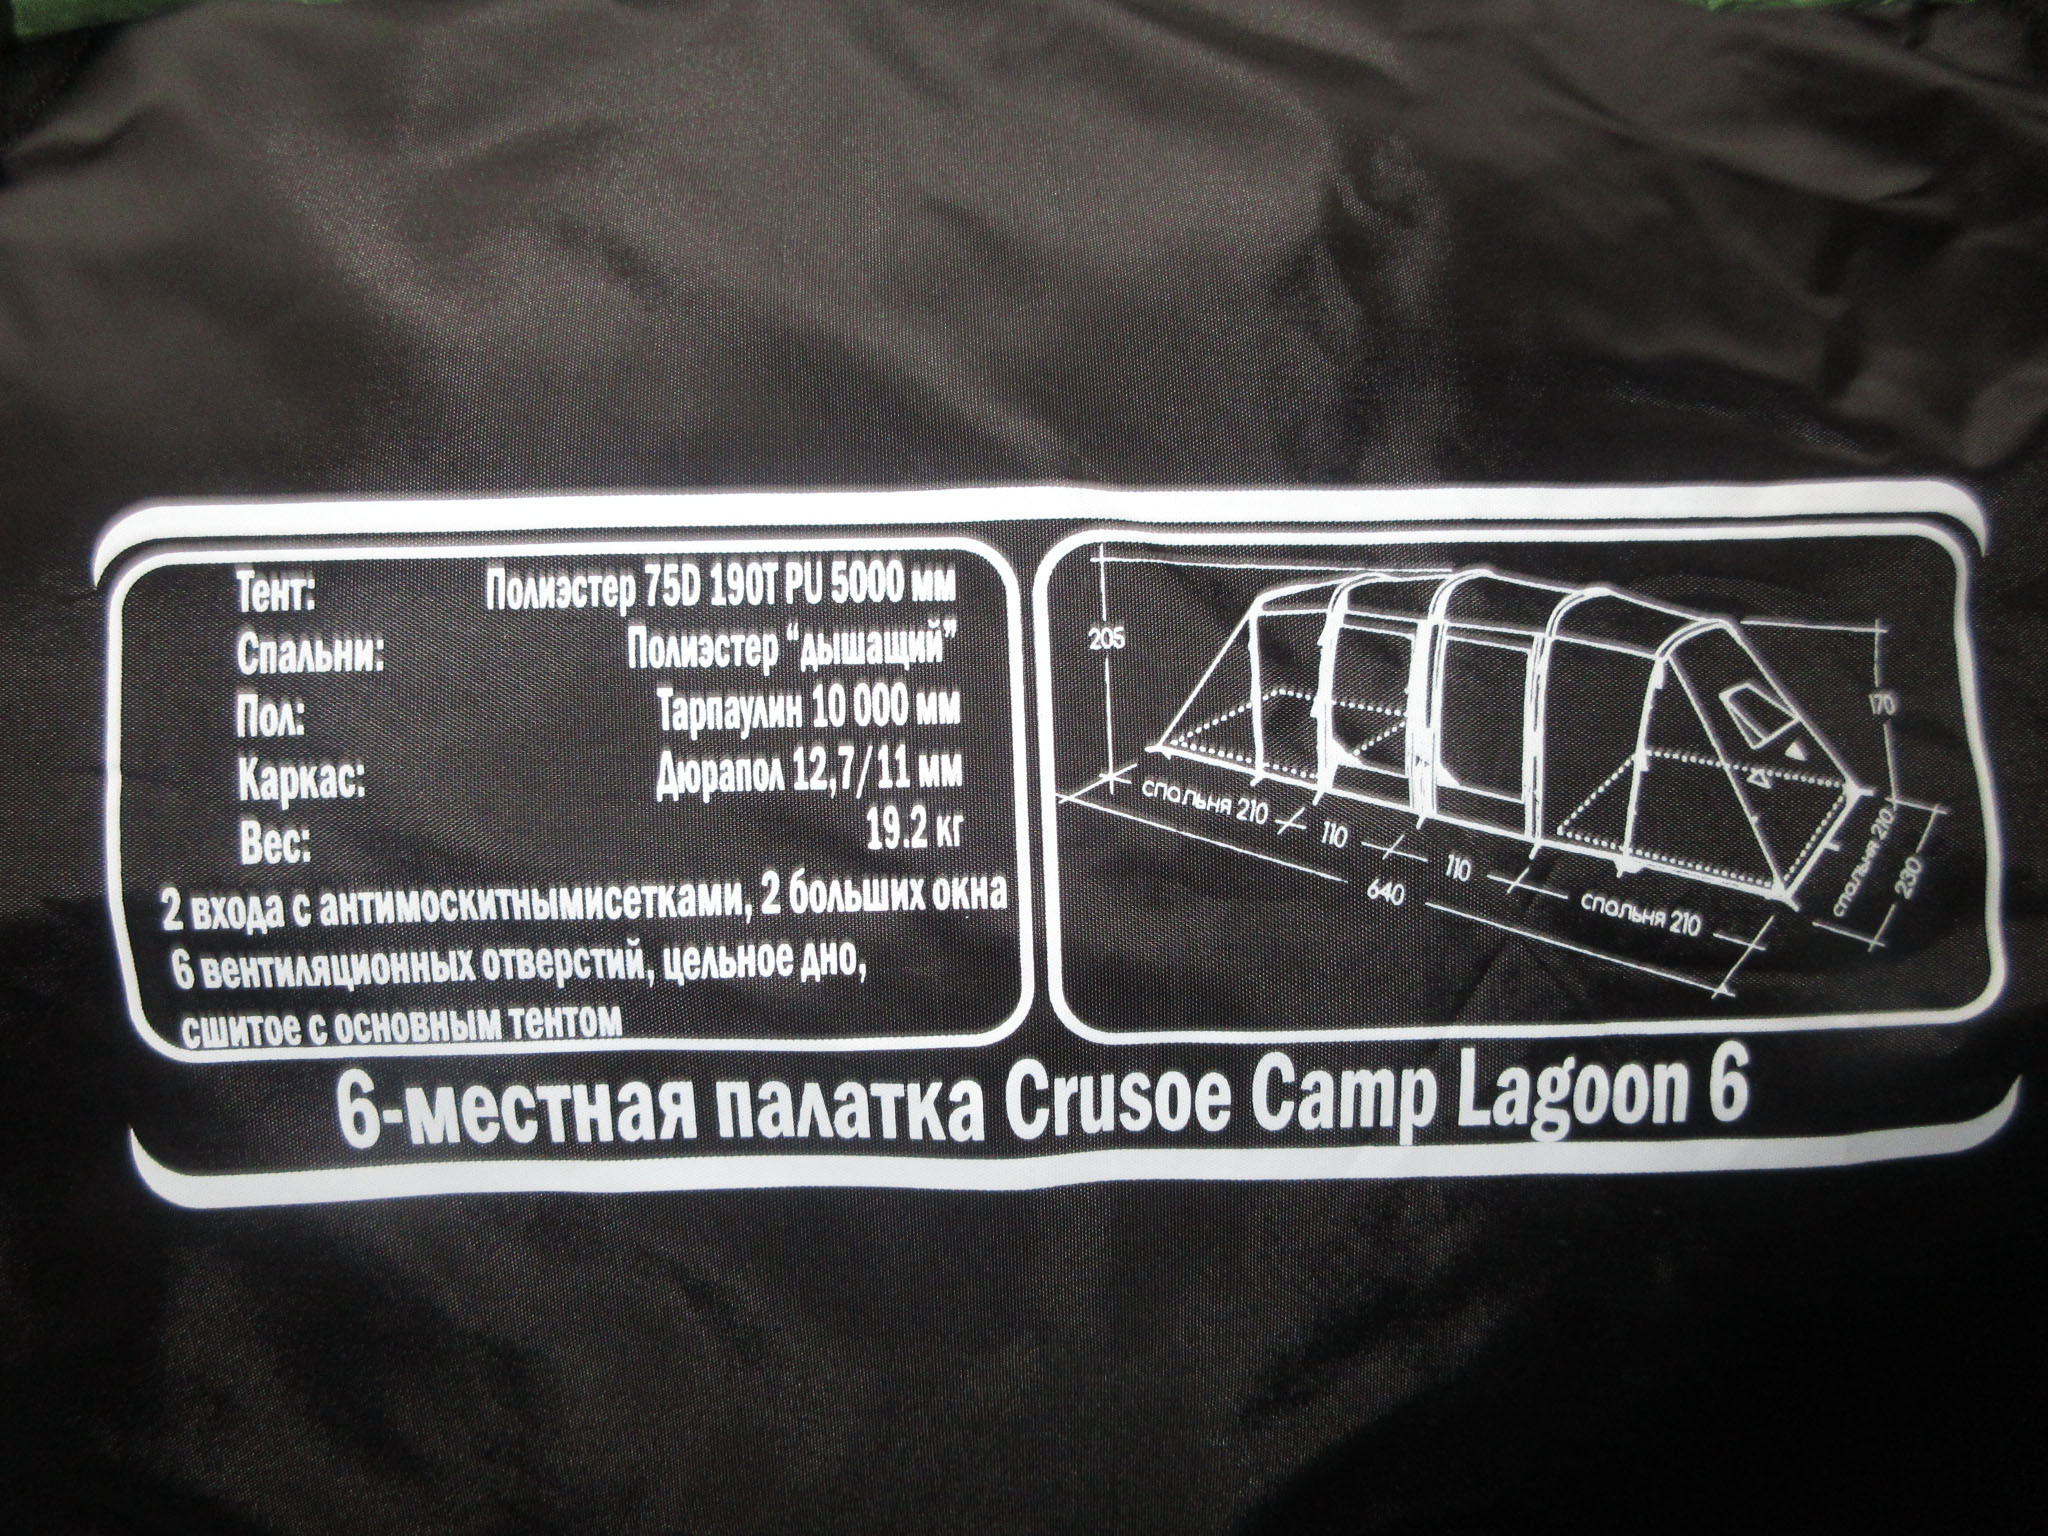 Тент: Полиэстер 75D 190T PU 5000 мм
Спальни: Полиэстер “дышащий”
Пол: Тарпаулин 10 000 мм
Каркас: Дюрапол 12,7/11 мм
Вес: 19.2 кг
2 входа с антимоскитнымисетками, 2 больших окна
6 вентиляционных отверстий, цельное дно,
сшитое с основным тентом
205
170
спальня 210
110
110
спальня 210
640
спальня 210
230
6-местная палатка Crusoe Camp Lagoon 6